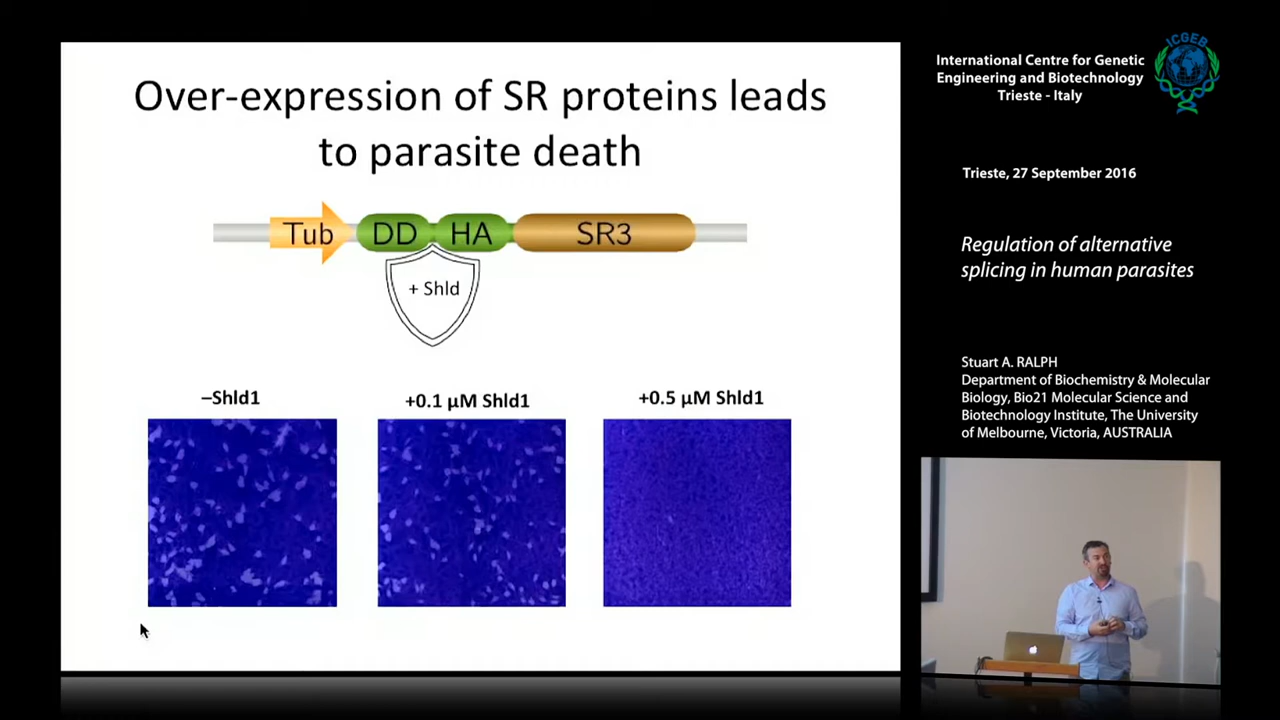 Over-expression of SR proteins leads
to parasite death
Tub DD HA SR3
+ Shld
–Shld1
+0.1 µM Shld1
+0.5 µM Shld1
ICGEB
International Centre for Genetic
Engineering and Biotechnology
Trieste - Italy
Trieste, 27 September 2016
Regulation of alternative
splicing in human parasites
Stuart A. RALPH
Department of Biochemistry & Molecular
Biology, Bio21 Molecular Science and
Biotechnology Institute, The University
of Melbourne, Victoria, AUSTRALIA